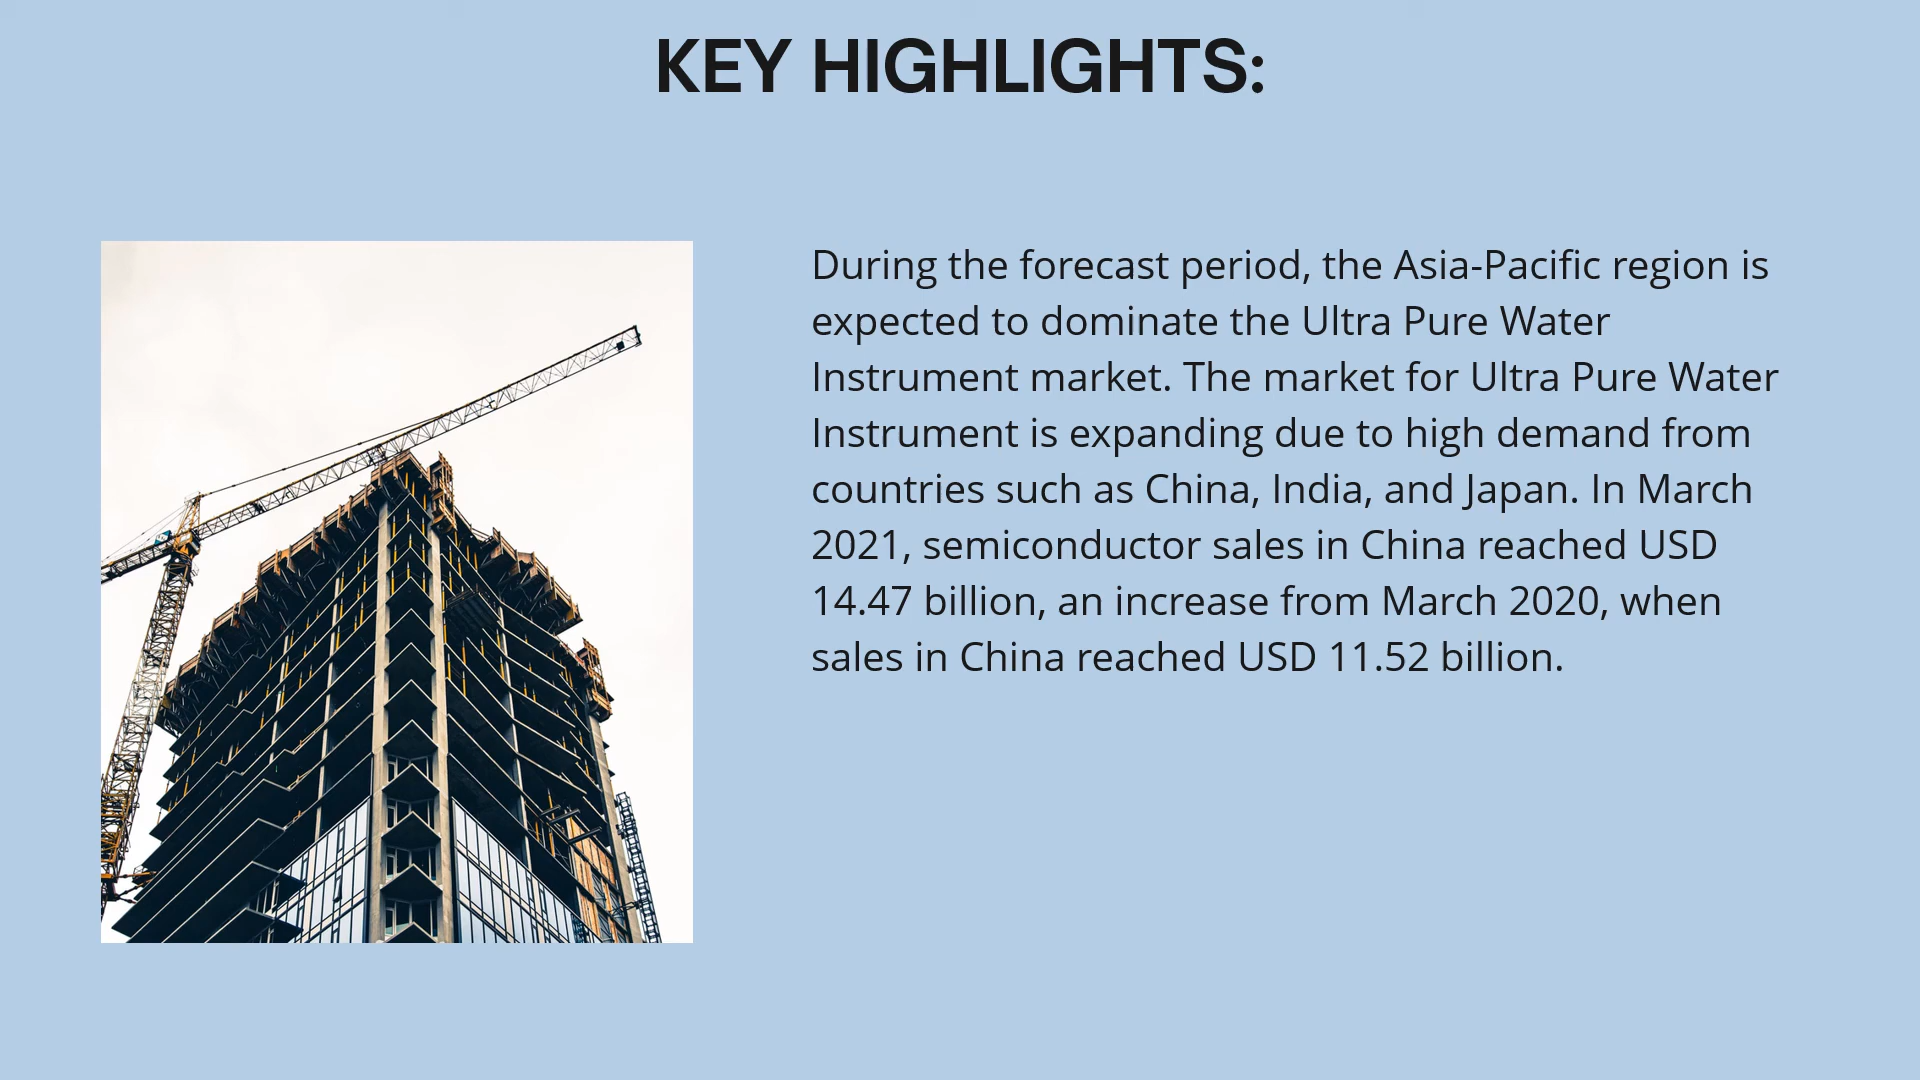 KEY HIGHLIGHTS:
During the forecast period, the Asia-Pacific region is
expected to dominate the Ultra Pure Water
Instrument market. The market for Ultra Pure Water
Instrument is expanding due to high demand from
countries such as China, India, and Japan. In March
2021, semiconductor sales in China reached USD
14.47 billion, an increase from March 2020, when
sales in China reached USD 11.52 billion.